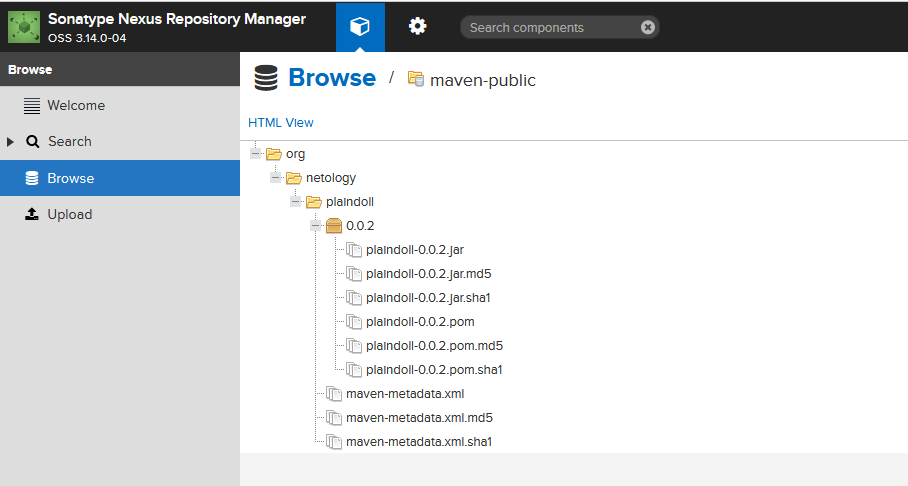 Sonatype Nexus Repository Manager
OSS 3.14.0-04
Search components
Browse
Welcome
Search
Browse
Upload
Browse / maven-public
HTML View
org
netology
plaindoll
0.0.2
plaindoll-0.0.2.jar
plaindoll-0.0.2.jar.md5
plaindoll-0.0.2.jar.sha1
plaindoll-0.0.2.pom
plaindoll-0.0.2.pom.md5
plaindoll-0.0.2.pom.sha1
maven-metadata.xml
maven-metadata.xml.md5
maven-metadata.xml.sha1